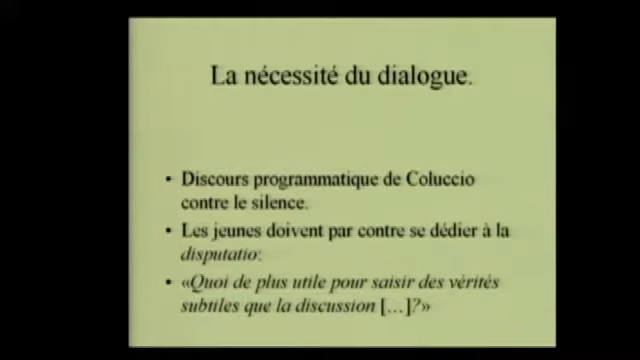 La nécessité du dialogue.
• Discours programmatique de Coluccio
contre le silence.
• Les jeunes doivent par contre se dédier à la
disputatio:
• «Quoi de plus utile pour saisir des vérités
subtiles que la discussion [...]?»